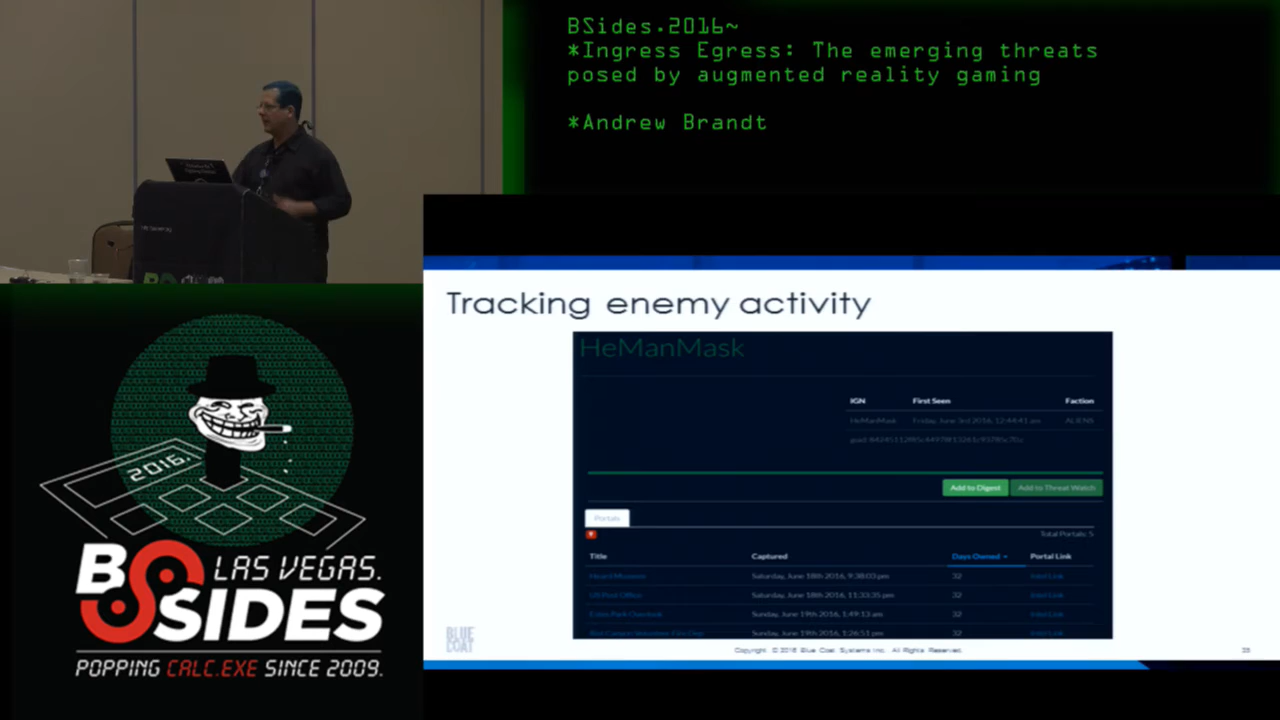 BSides.2016~
*Ingress Egress: The emerging threats
posed by augmented reality gaming
*Andrew Brandt
Tracking enemy activity
HeManMask
IGN First Seen Faction
HeManMask Friday, June 3rd 2016, 12:44:41 am ALIENS
Add to Digest Add to Threat Watch
Portals
Total Portals: 5
Title Captured Days Owned Portal Link
Heard Museum Saturday, June 18th 2016, 9:38:03 pm 32 Intel Link
US Post Office Saturday, June 18th 2016, 11:33:35 pm 32 Intel Link
Sunday, June 19th 2016, 1:49:13 am 32 Intel Link
Sunday, June 19th 2016, 1:26:51 pm 32 Intel Link
BLUE
COAT
Copyright © 2016 Blue Coat Systems Inc. All Rights Reserved.
2016.
BSIDES
LAS VEGAS.
POPPING CALC.EXE SINCE 2009.